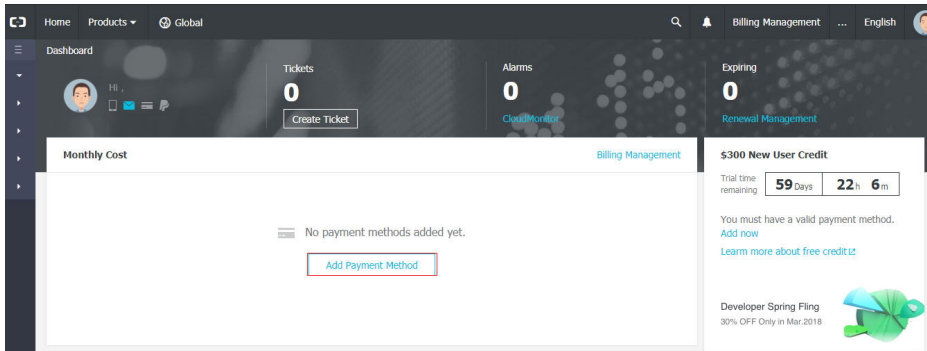 Home Products Global Billing Management ... English
Dashboard
Hi ,
Tickets
0
Create Ticket
Alarms
0
CloudMonitor
Expiring
0
Renewal Management
Monthly Cost
Billing Management
No payment methods added yet.
Add Payment Method
$300 New User Credit
Trial time
remaining
59 Days 22 h 6 m
You must have a valid payment method.
Add now
Learm more about free credit
Developer Spring Fling
30% OFF Only in Mar.2018